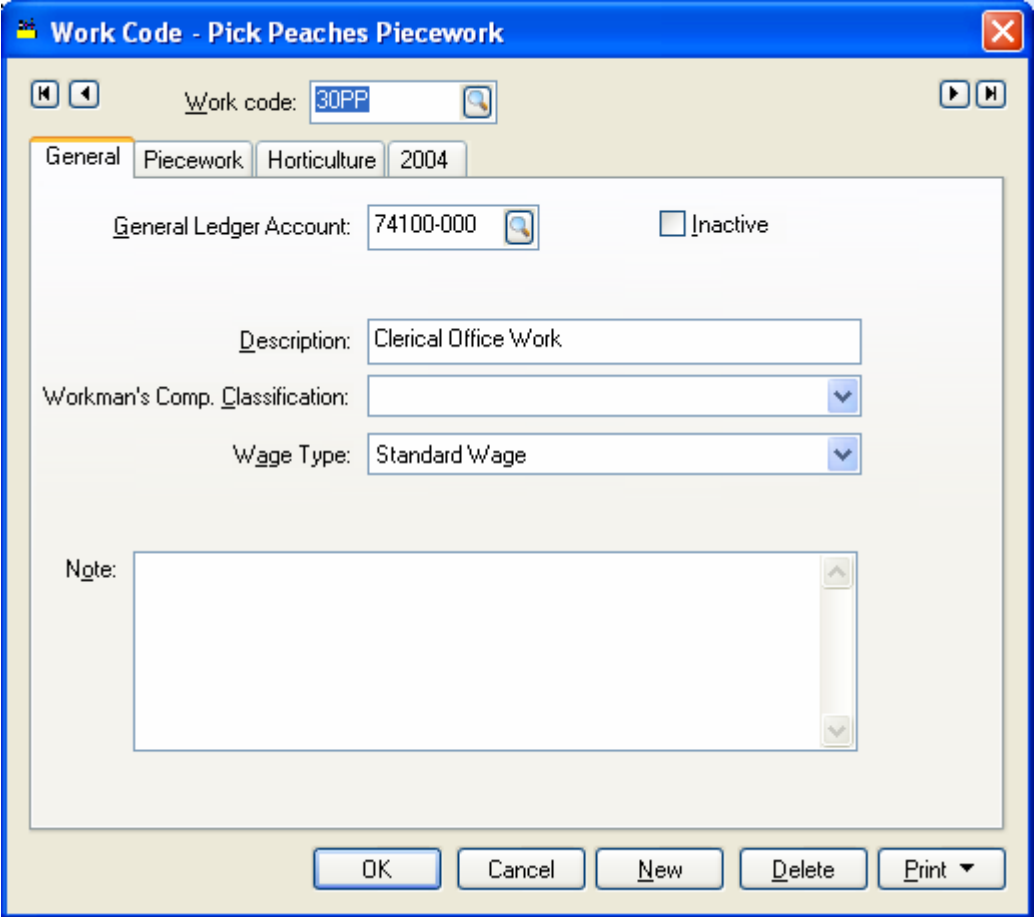 Work Code - Pick Peaches Piecework
Work code: 30PP
General Piecework Horticulture 2004
General Ledger Account: 74100-000 Inactive
Description: Clerical Office Work
Workman's Comp. Classification:
Wage Type: Standard Wage
Note:
OK Cancel New Delete Print